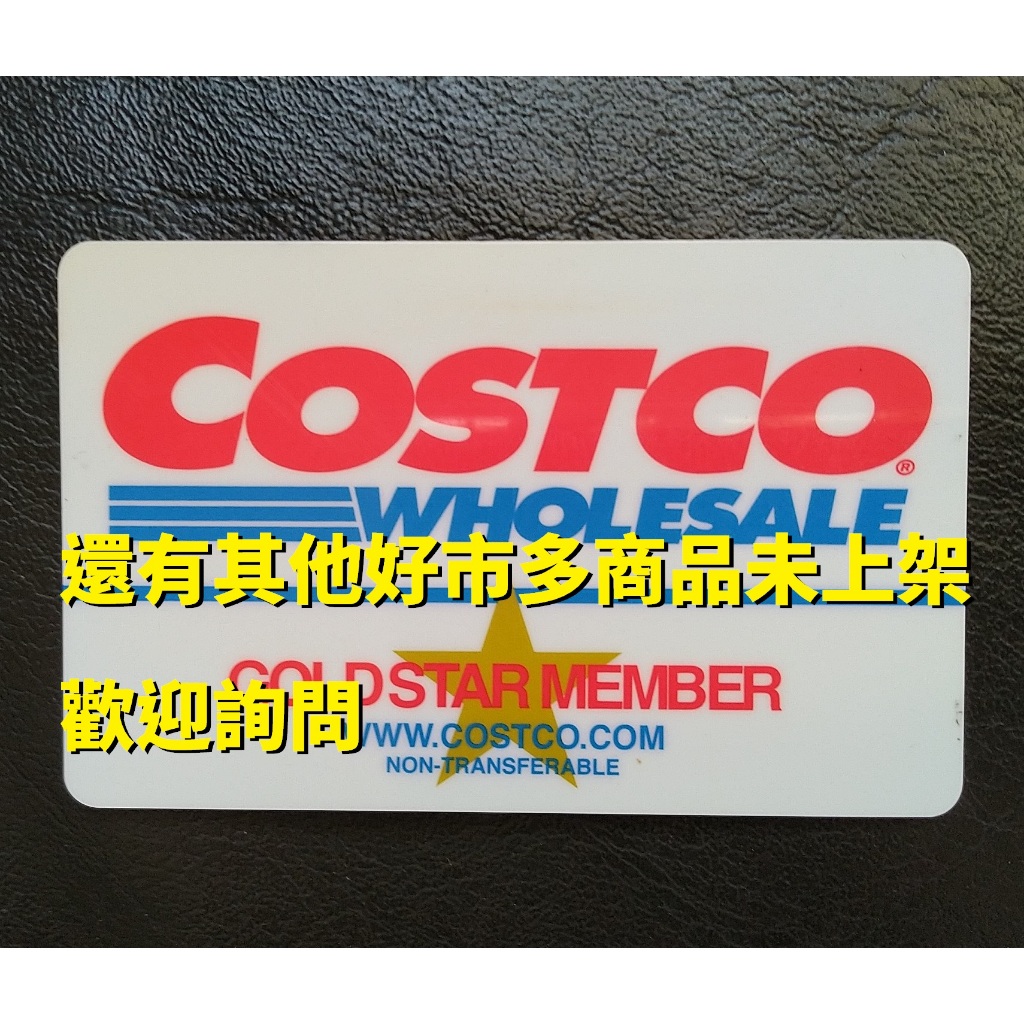 COSTCO®
WHOLESALE
還有其他好市多商品未上架
GOLD STAR MEMBER
歡迎詢問
WWW.COSTCO.COM
NON-TRANSFERABLE